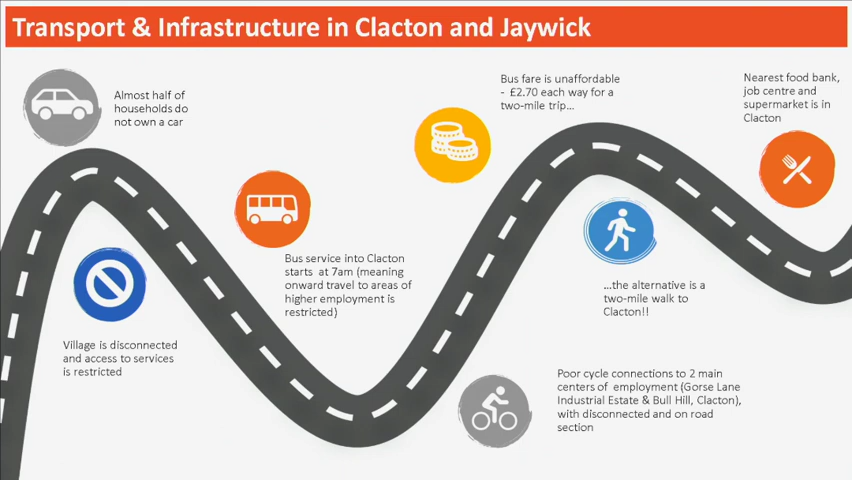 Transport & Infrastructure in Clacton and Jaywick
Almost half of
households do
not own a car
Village is disconnected
and access to services
is restricted
Bus service into Clacton
starts at 7am (meaning
onward travel to areas of
higher employment is
restricted)
Bus fare is unaffordable
- £2.70 each way for a
two-mile trip...
...the alternative is a
two-mile walk to
Clacton!!
Poor cycle connections to 2 main
centers of employment (Gorse Lane
Industrial Estate & Bull Hill, Clacton),
with disconnected and on road
section
Nearest food bank,
job centre and
supermarket is in
Clacton